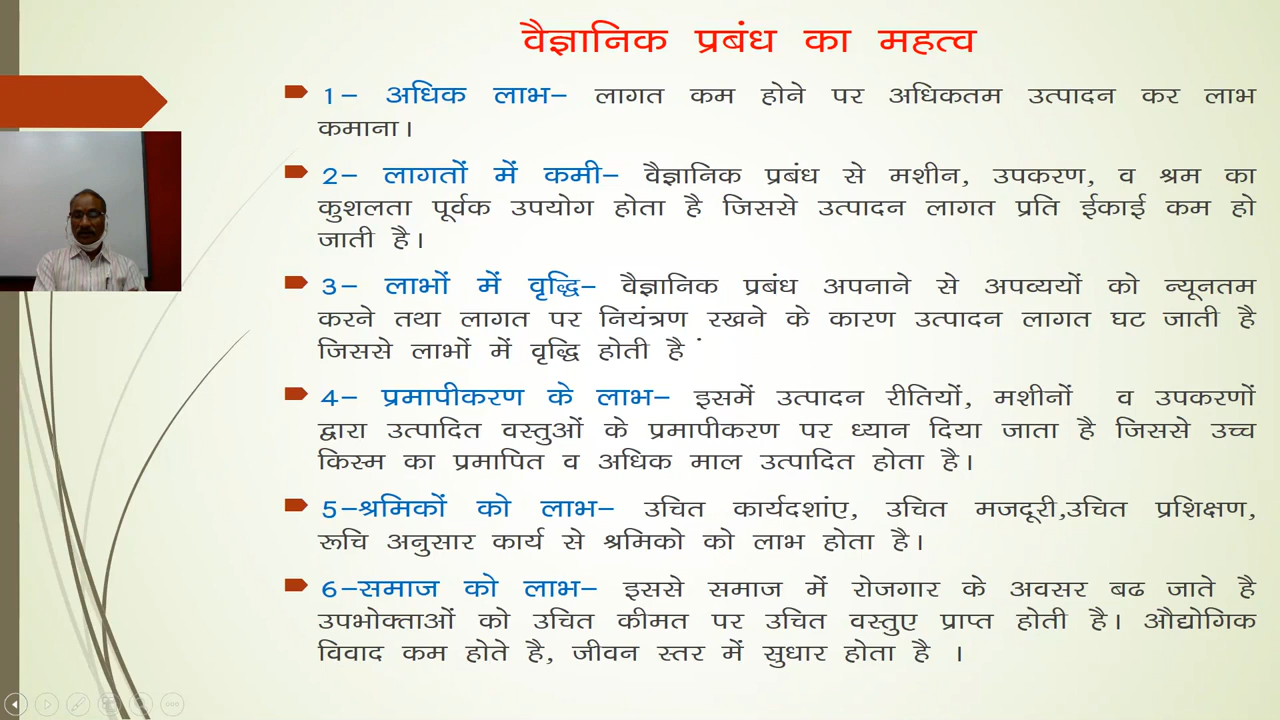 वैज्ञानिक प्रबंध का महत्व
1– अधिक लाभ– लागत कम होने पर अधिकतम उत्पादन कर लाभ
कमाना।
2– लागतों में कमी– वैज्ञानिक प्रबंध से मशीन, उपकरण, व श्रम का
कुशलता पूर्वक उपयोग होता है जिससे उत्पादन लागत प्रति ईकाई कम हो
जाती है।
3– लाभों में वृद्धि– वैज्ञानिक प्रबंध अपनाने से अपव्ययों को न्यूनतम
करने तथा लागत पर नियंत्रण रखने के कारण उत्पादन लागत घट जाती है
जिससे लाभों में वृद्धि होती है
4– प्रमापीकरण के लाभ– इसमें उत्पादन रीतियों, मशीनों व उपकरणों
द्वारा उत्पादित वस्तुओं के प्रमापीकरण पर ध्यान दिया जाता है जिससे उच्च
किस्म का प्रमापित व अधिक माल उत्पादित होता है।
5–श्रमिकों को लाभ– उचित कार्यदशांए, उचित मजदूरी,उचित प्रशिक्षण,
रूचि अनुसार कार्य से श्रमिको को लाभ होता है।
6–समाज को लाभ– इससे समाज में रोजगार के अवसर बढ जाते है
उपभोक्ताओं को उचित कीमत पर उचित वस्तुए प्राप्त होती है। औद्योगिक
विवाद कम होते है, जीवन स्तर में सुधार होता है ।